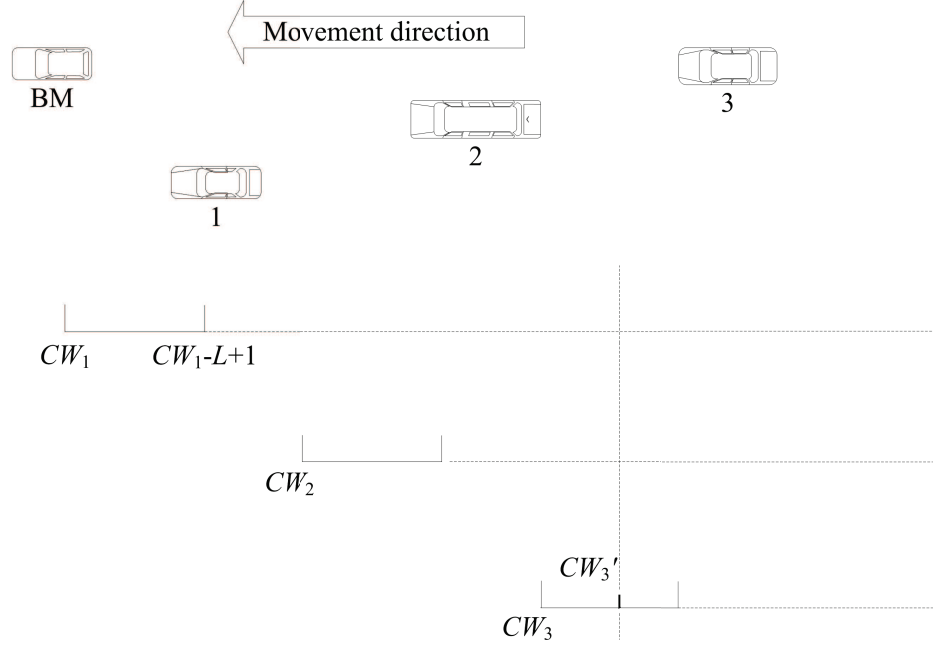 Movement direction
BM
3
2
1
CW₁
CW₁-L+1
CW₂
CW₃′
CW₃